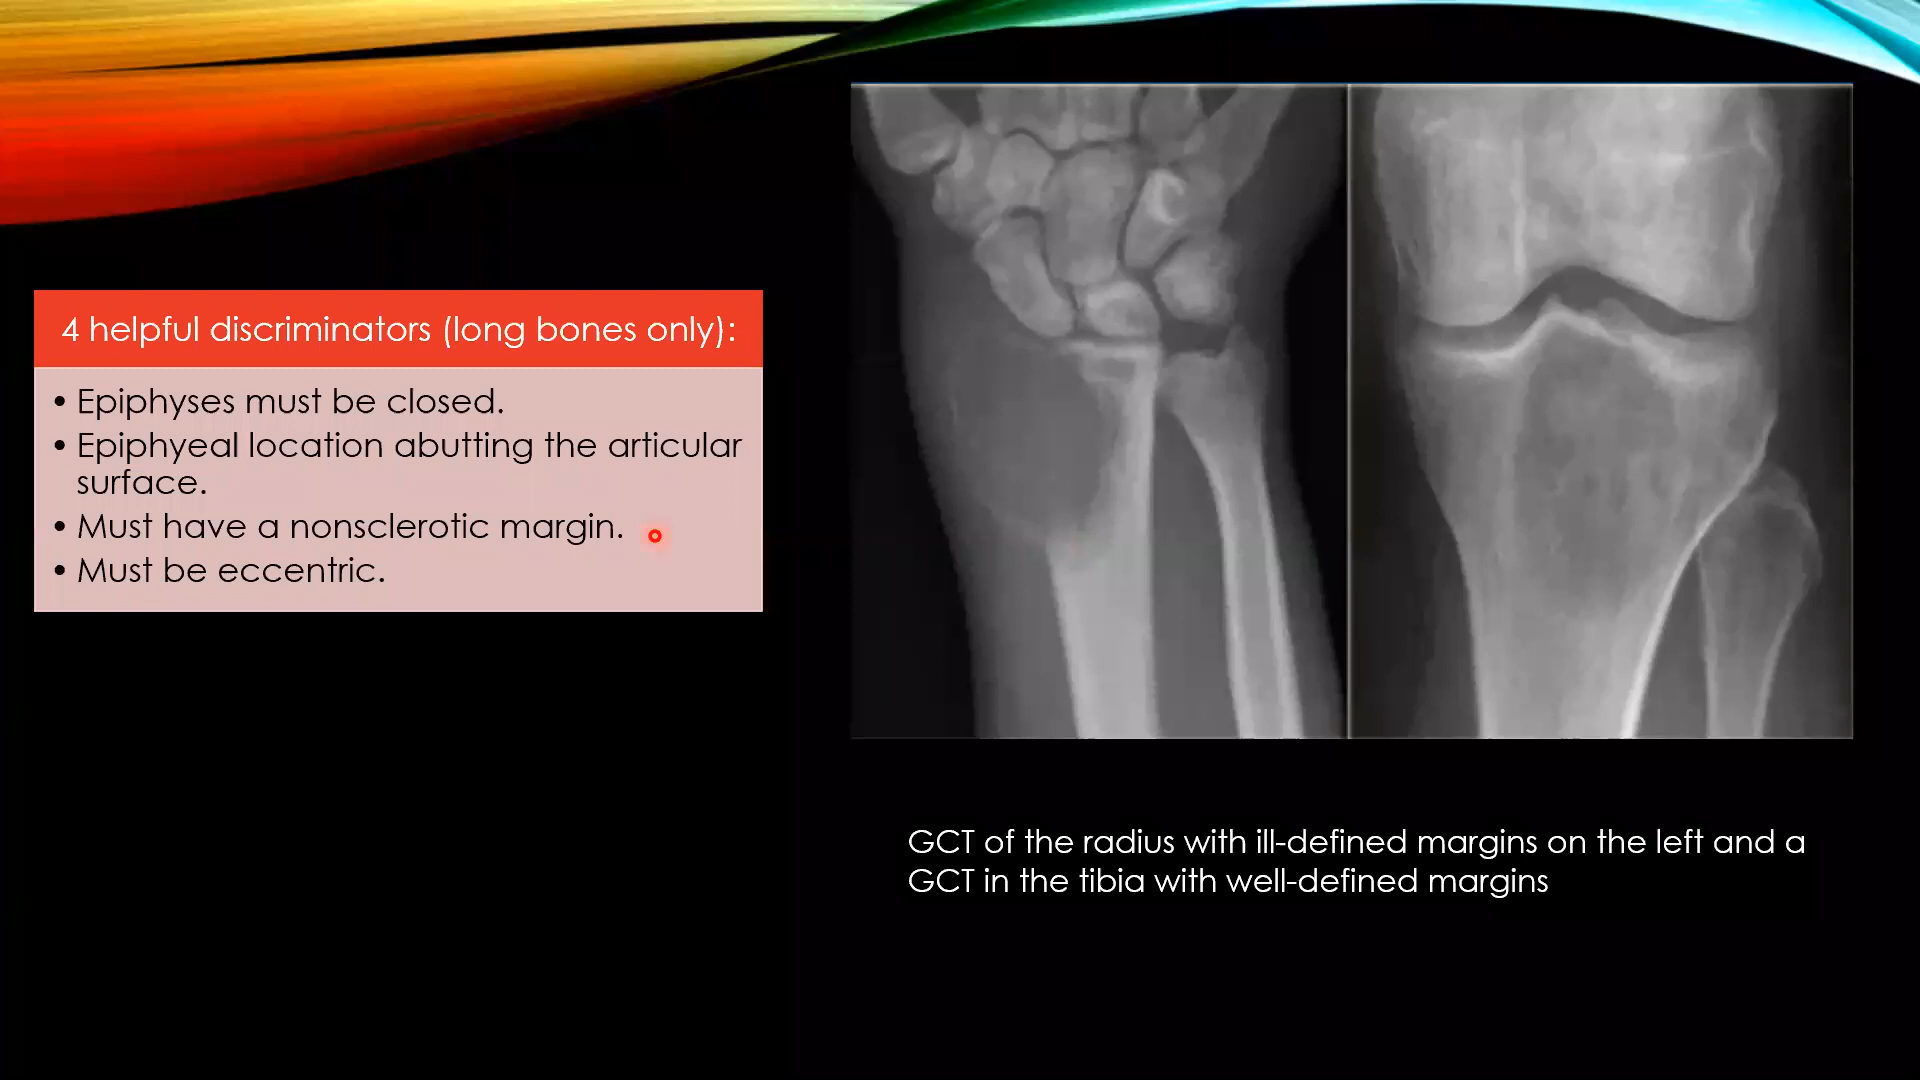 4 helpful discriminators (long bones only):
• Epiphyses must be closed.
• Epiphyeal location abutting the articular
surface.
• Must have a nonsclerotic margin.
• Must be eccentric.
GCT of the radius with ill-defined margins on the left and a
GCT in the tibia with well-defined margins